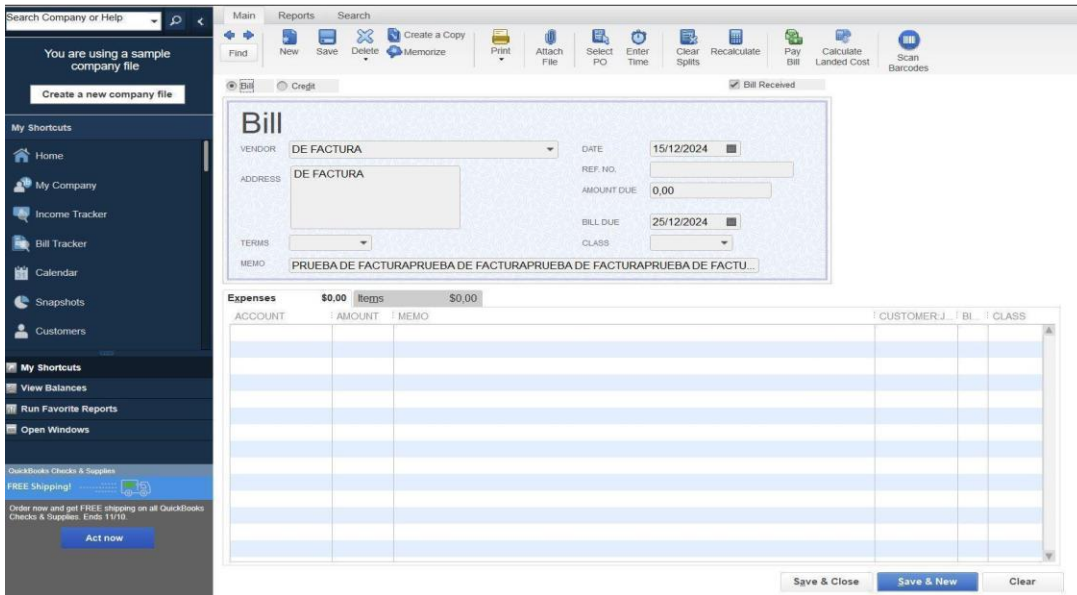 Search Company or Help
You are using a sample
company file
Create a new company file
My Shortcuts
Home
My Company
Income Tracker
Bill Tracker
Calendar
Snapshots
Customers
My Shortcuts
View Balances
Run Favorite Reports
Open Windows
QuickBooks Checks & Supplies
FREE Shipping!
Order now and get FREE shipping on all QuickBooks
Checks & Supplies. Ends 11/10.
Act now
Main Reports Search
Find
New
Save
Delete
Create a Copy
Memorize
Print
Attach
File
Select
PO
Enter
Time
Clear
Splits
Recalculate
Pay
Bill
Calculate
Landed Cost
Scan
Barcodes
Bill Credit
Bill Received
Bill
VENDOR DE FACTURA
ADDRESS DE FACTURA
TERMS
MEMO PRUEBA DE FACTURAPRUEBA DE FACTURAPRUEBA DE FACTURAPRUEBA DE FACTU...
DATE 15/12/2024
REF. NO.
AMOUNT DUE 0,00
BILL DUE 25/12/2024
CLASS
Expenses $0,00 Items $0,00
ACCOUNT AMOUNT MEMO CUSTOMER:J... BI... CLASS
Save & Close Save & New Clear